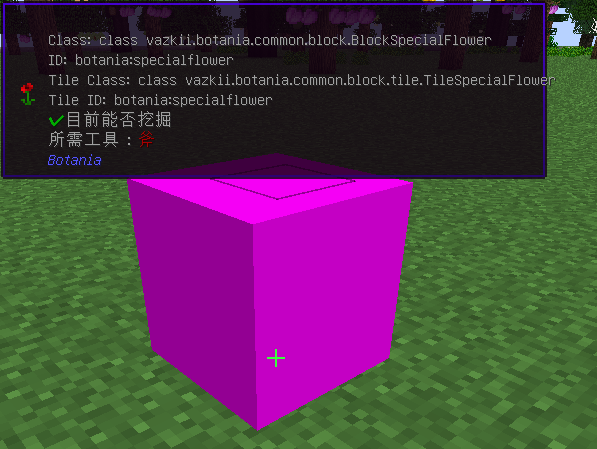 Class: class vazkii.botania.common.block.BlockSpecialFlower
ID: botania:specialflower
Tile Class: class vazkii.botania.common.block.tile.TileSpecialFlower
Tile ID: botania:specialflower
✔目前能否挖掘
所需工具：斧
Botania